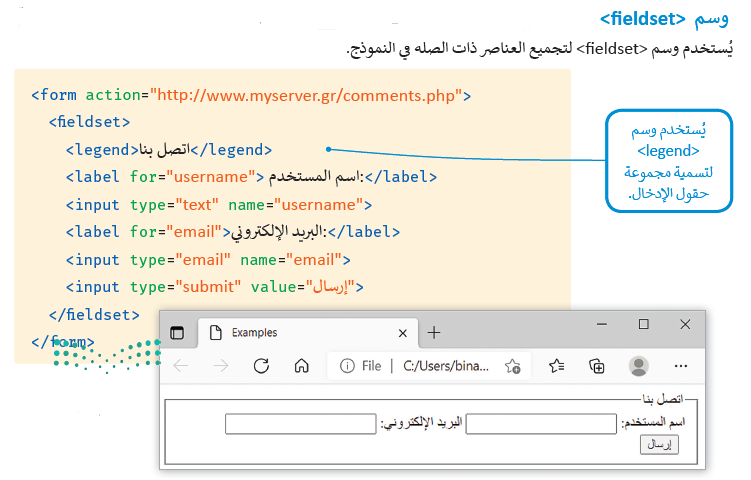 وسم <fieldset>
يُستخدم وسم <fieldset> لتجميع العناصر ذات الصله في النموذج.
<form action="http://www.myserver.gr/comments.php">
<fieldset>
<legend>اتصل بنا</legend>
<label for="username"> اسم المستخدم:</label>
<input type="text" name="username">
<label for="email">البريد الإلكتروني:</label>
<input type="email" name="email">
<input type="submit" value="إرسال">
</fieldset>
</form>
يُستخدم وسم
<legend>
لتسمية مجموعة
حقول الإدخال.
Examples
File | C:/Users/bina...
اتصل بنا
اسم المستخدم: البريد الإلكتروني:
إرسال